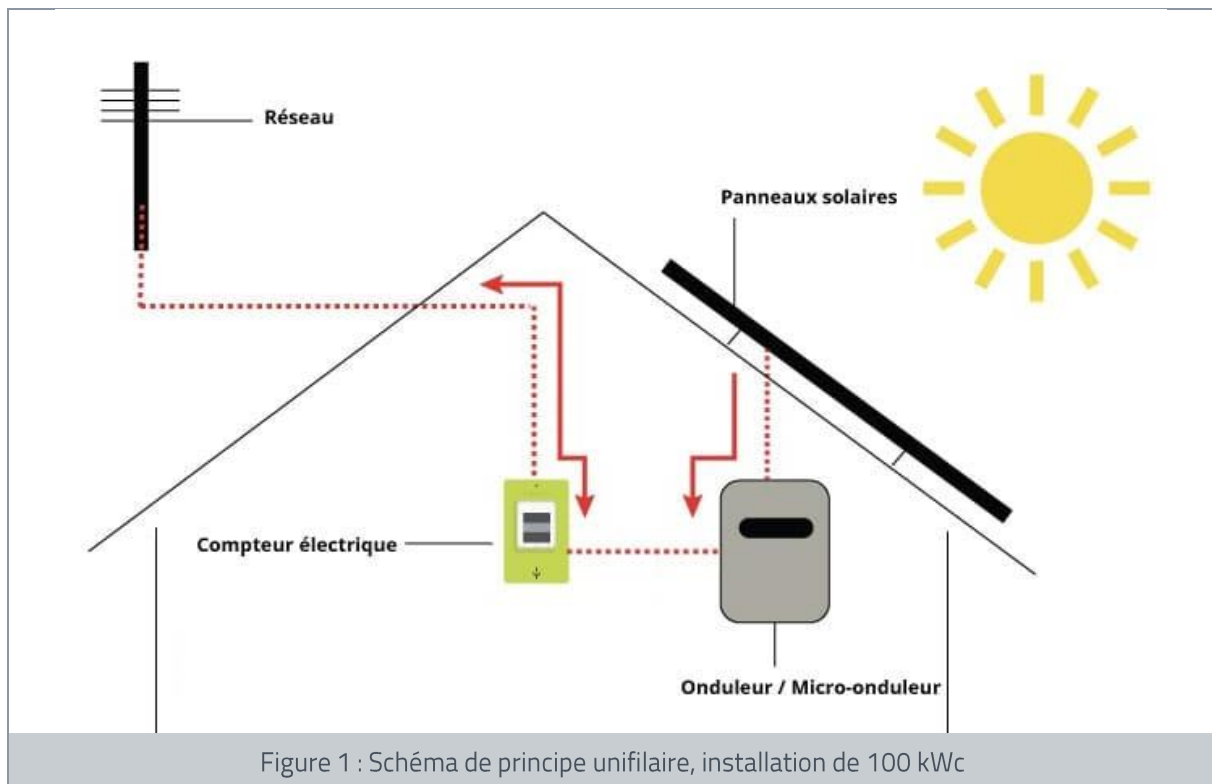 Réseau
Panneaux solaires
Compteur électrique
Onduleur / Micro-onduleur
Figure 1 : Schéma de principe unifilaire, installation de 100 kWc